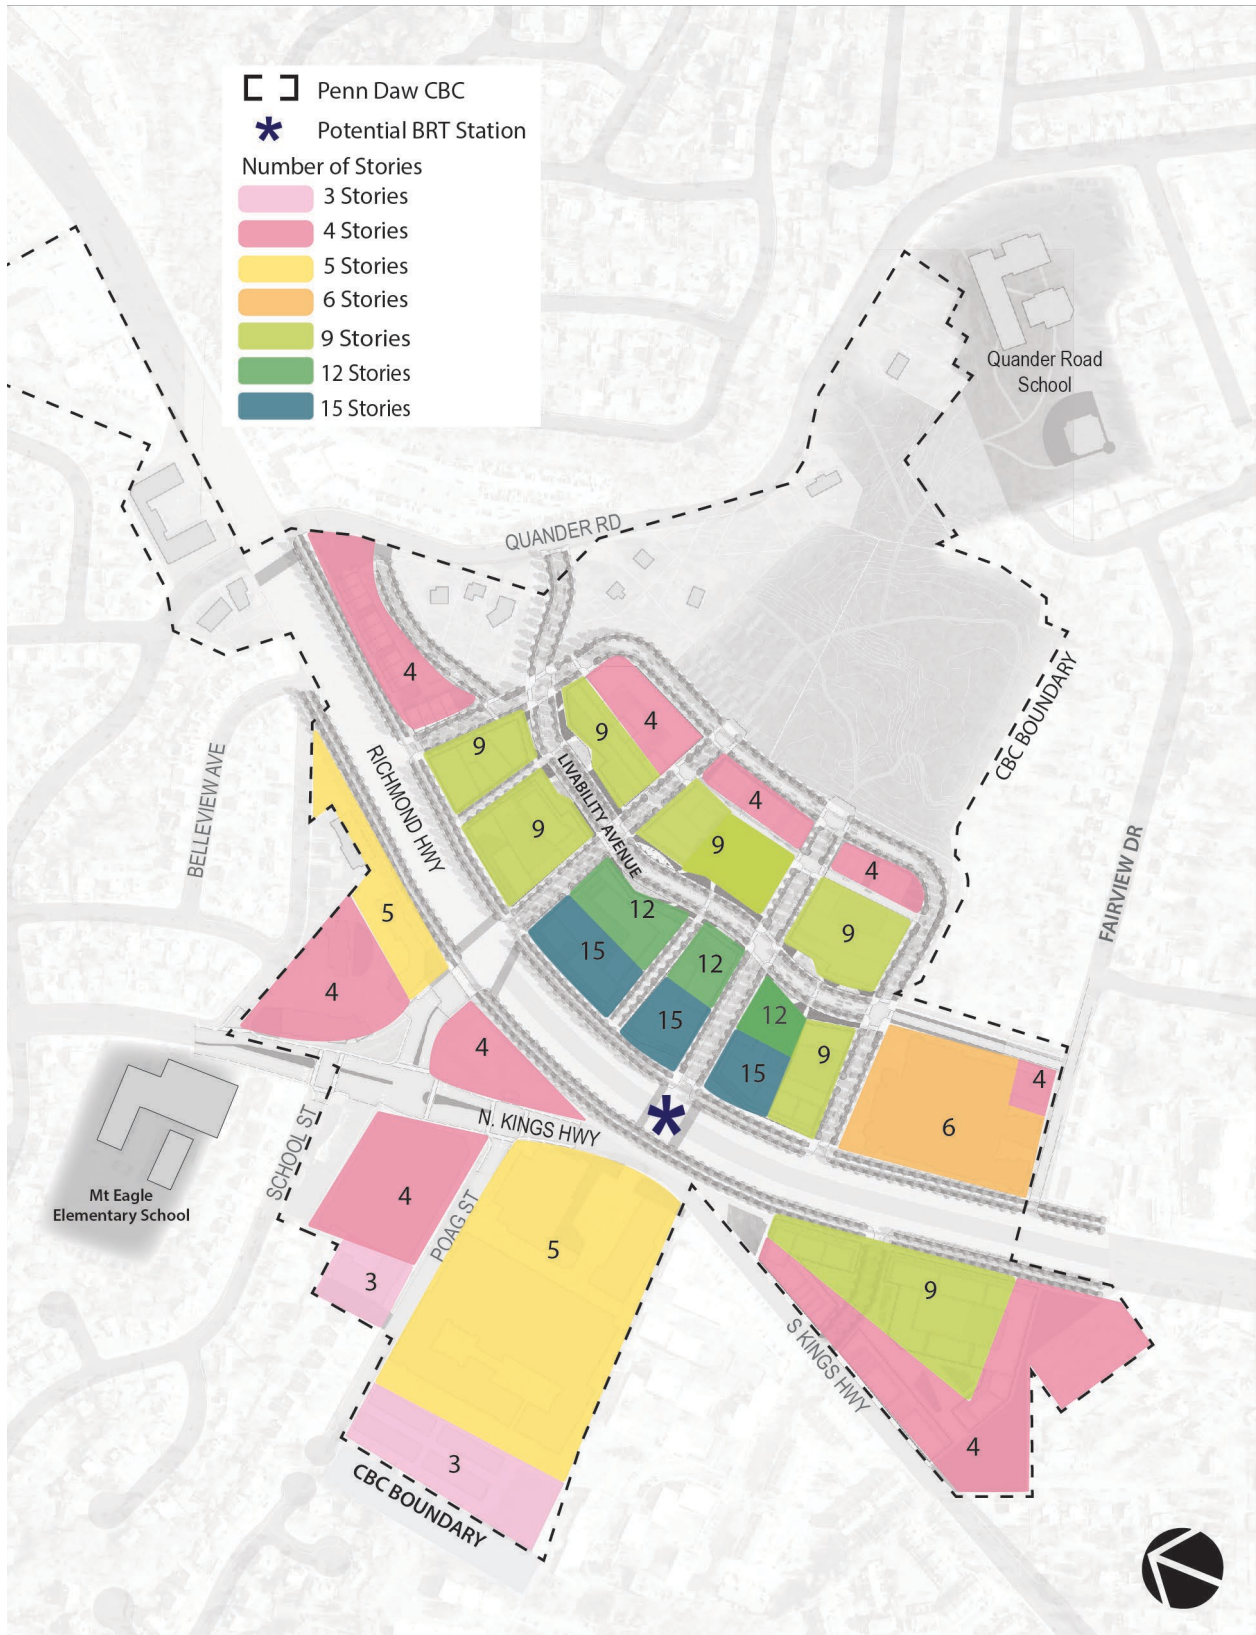 Penn Daw CBC
Potential BRT Station
Number of Stories
3 Stories
4 Stories
5 Stories
6 Stories
9 Stories
12 Stories
15 Stories
Quander Road
School
QUANDER RD
CBC BOUNDARY
4
9
4
9
BELLEVIEW AVE
RICHMOND HWY
LIVABILITY AVENUE
4
9
9
4
FAIRVIEW DR
5
12
9
15
12
4
15
12
4
9
15
4
6
N. KINGS HWY
SCHOOL ST
Mt Eagle
Elementary School
4
POAG ST
5
3
9
S KINGS HWY
4
3
CBC BOUNDARY